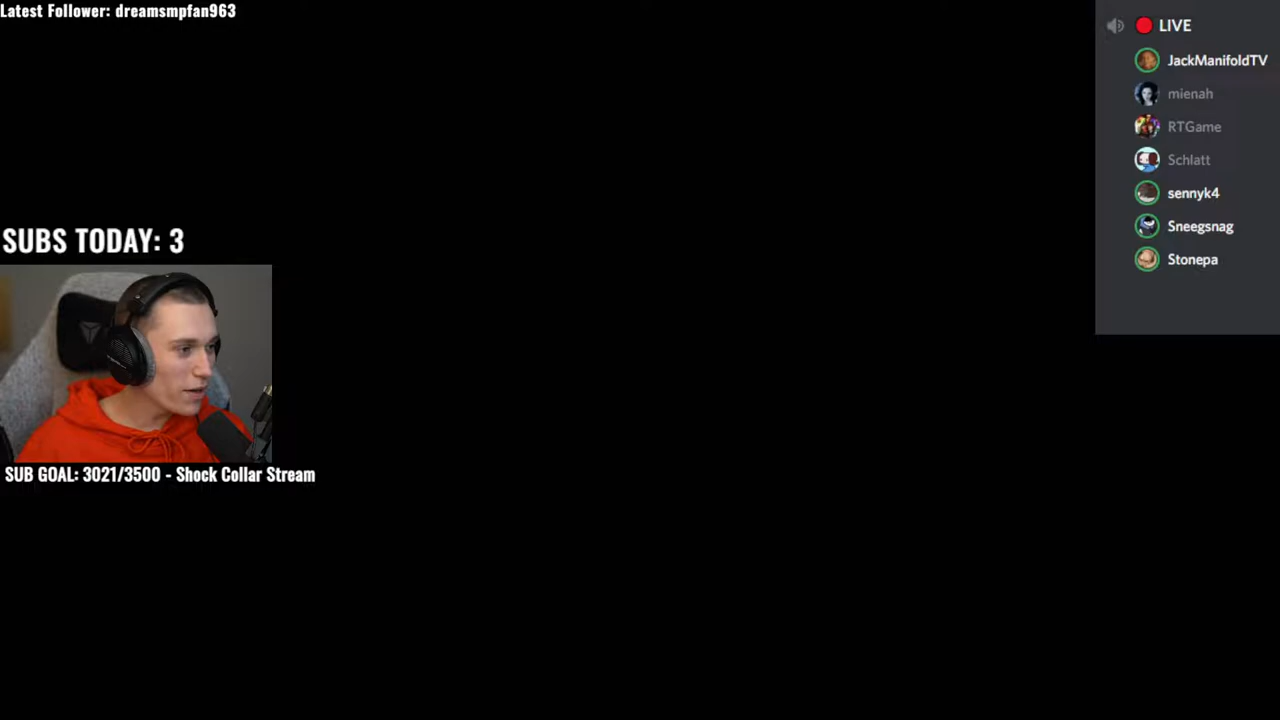 Latest Follower: dreamsmpfan963
LIVE
JackManifoldTV
mienah
RTGame
Schlatt
sennyk4
Sneegsnag
Stonepa
SUBS TODAY: 3
SUB GOAL: 3021/3500 - Shock Collar Stream